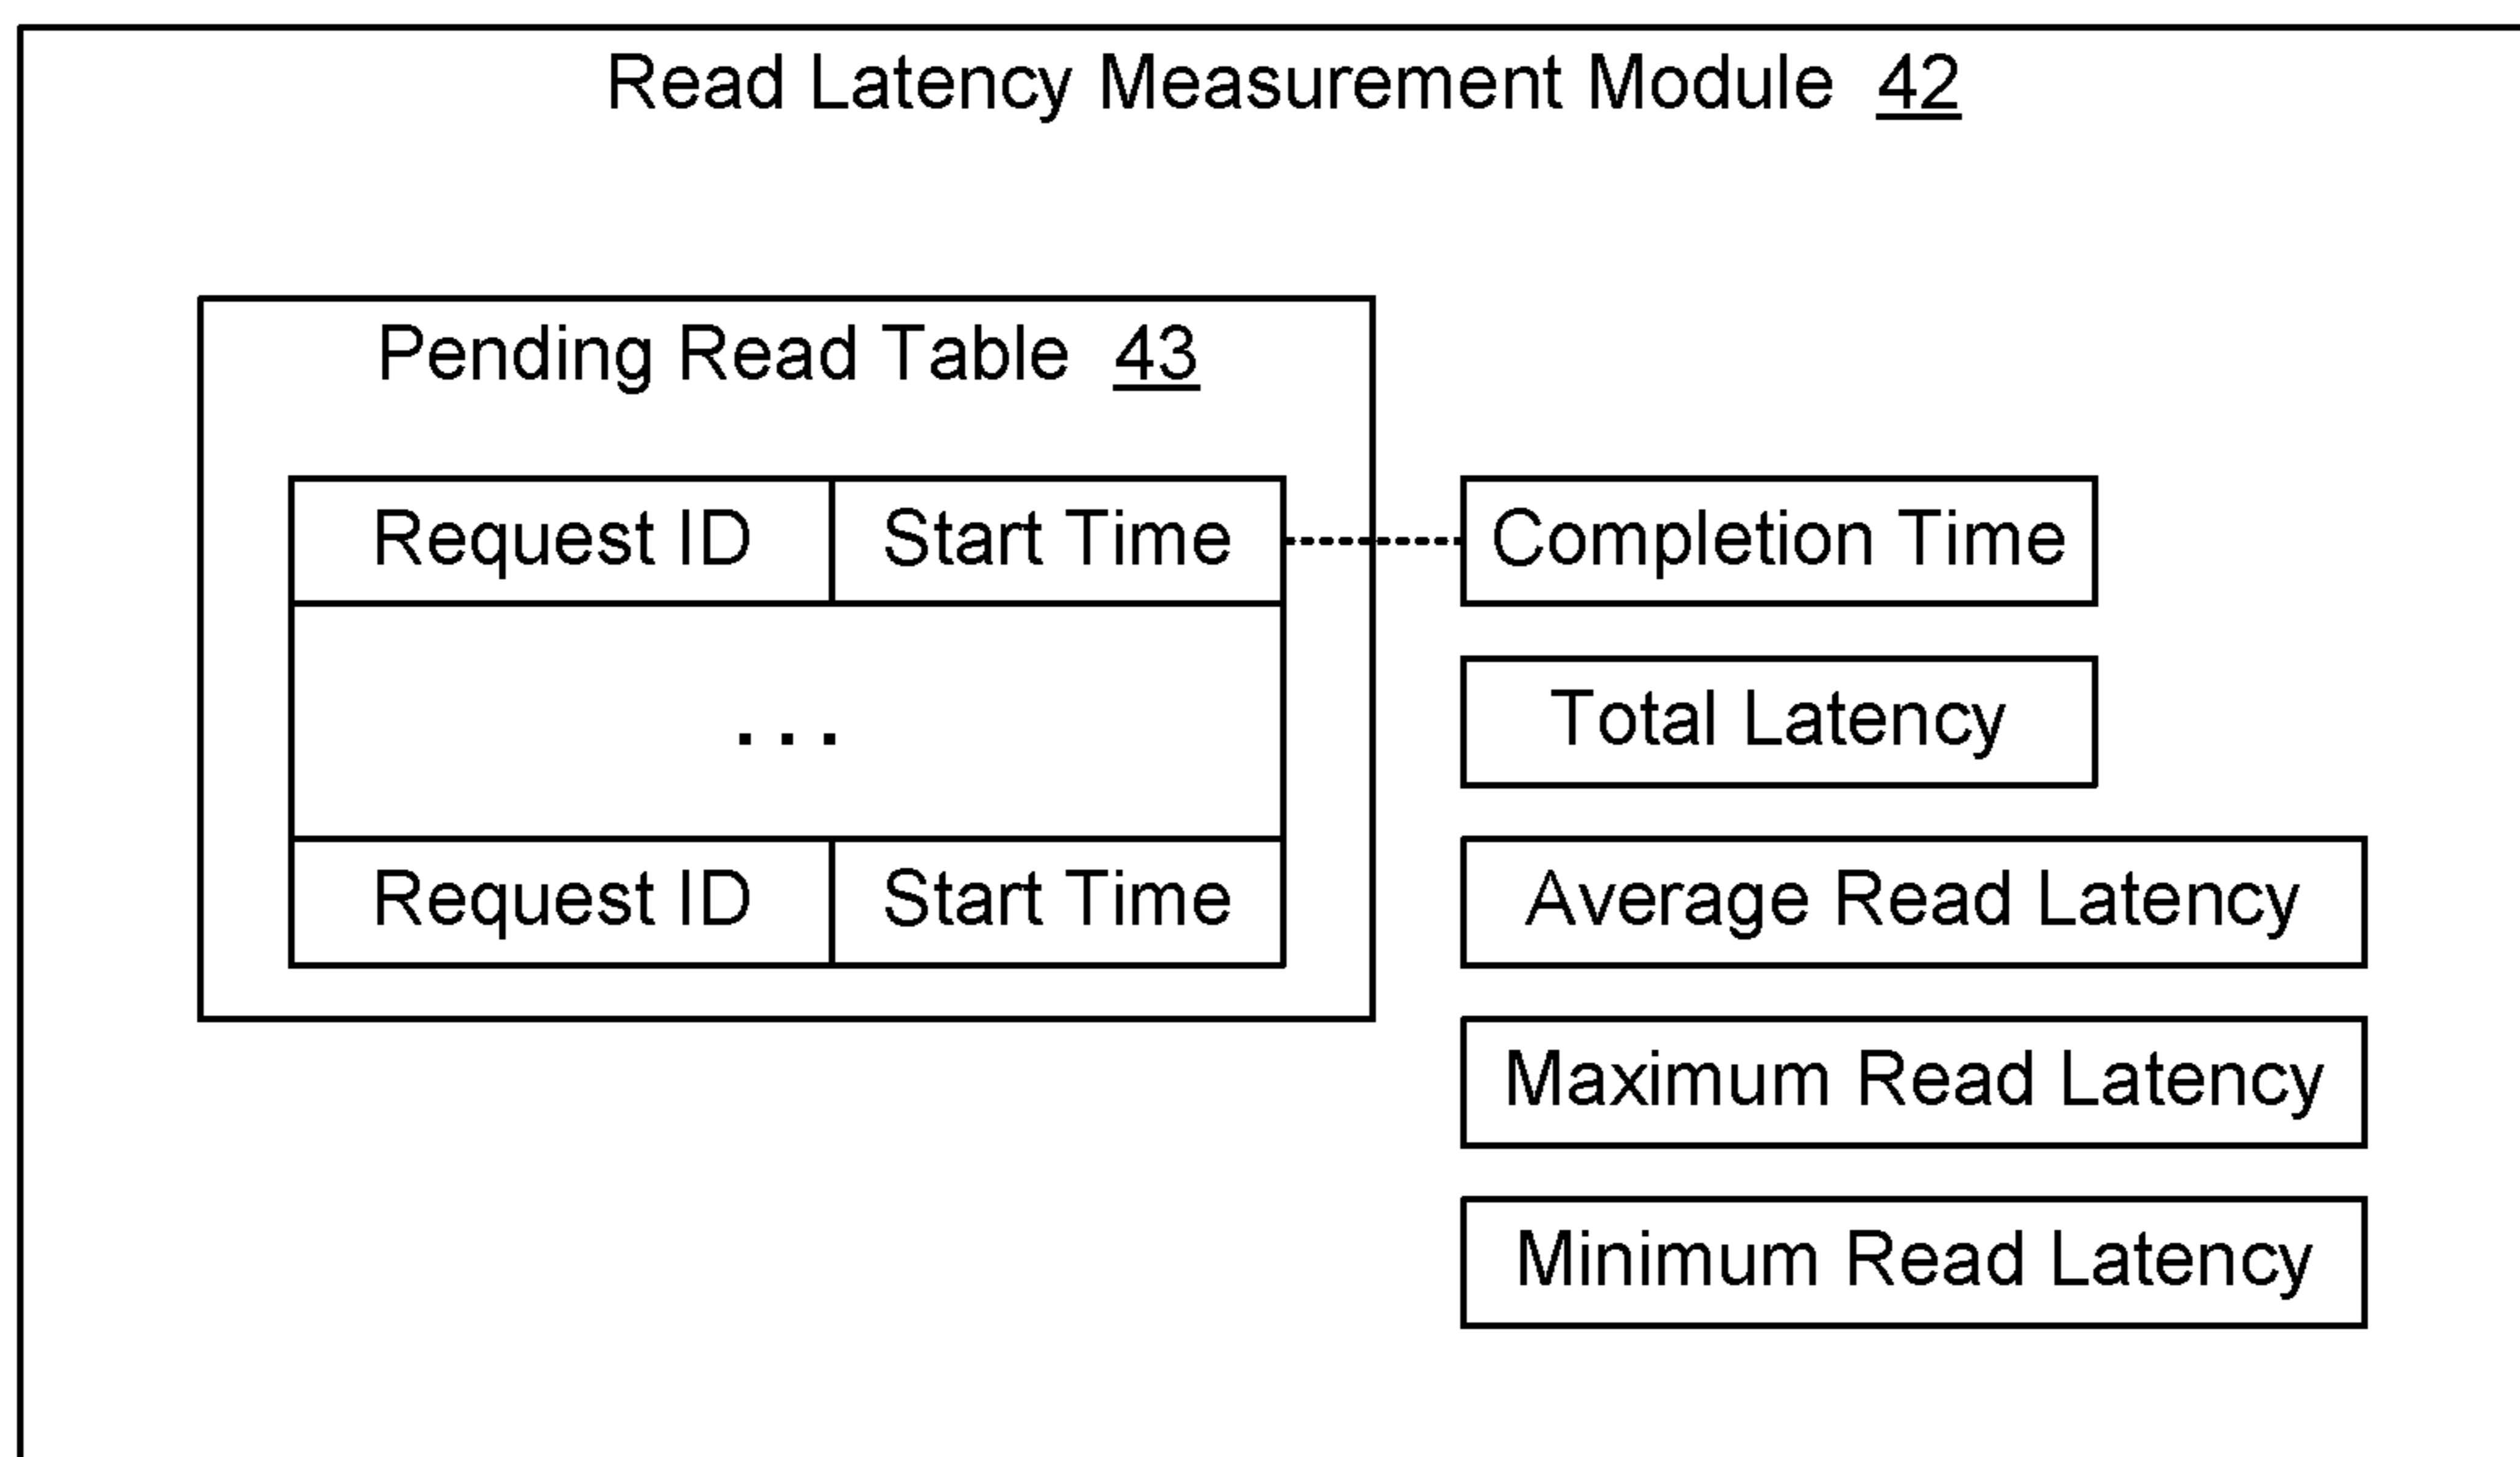 Read Latency Measurement Module 42
Pending Read Table 43
Request ID Start Time Completion Time
. . .
Total Latency
Request ID Start Time Average Read Latency
Maximum Read Latency
Minimum Read Latency